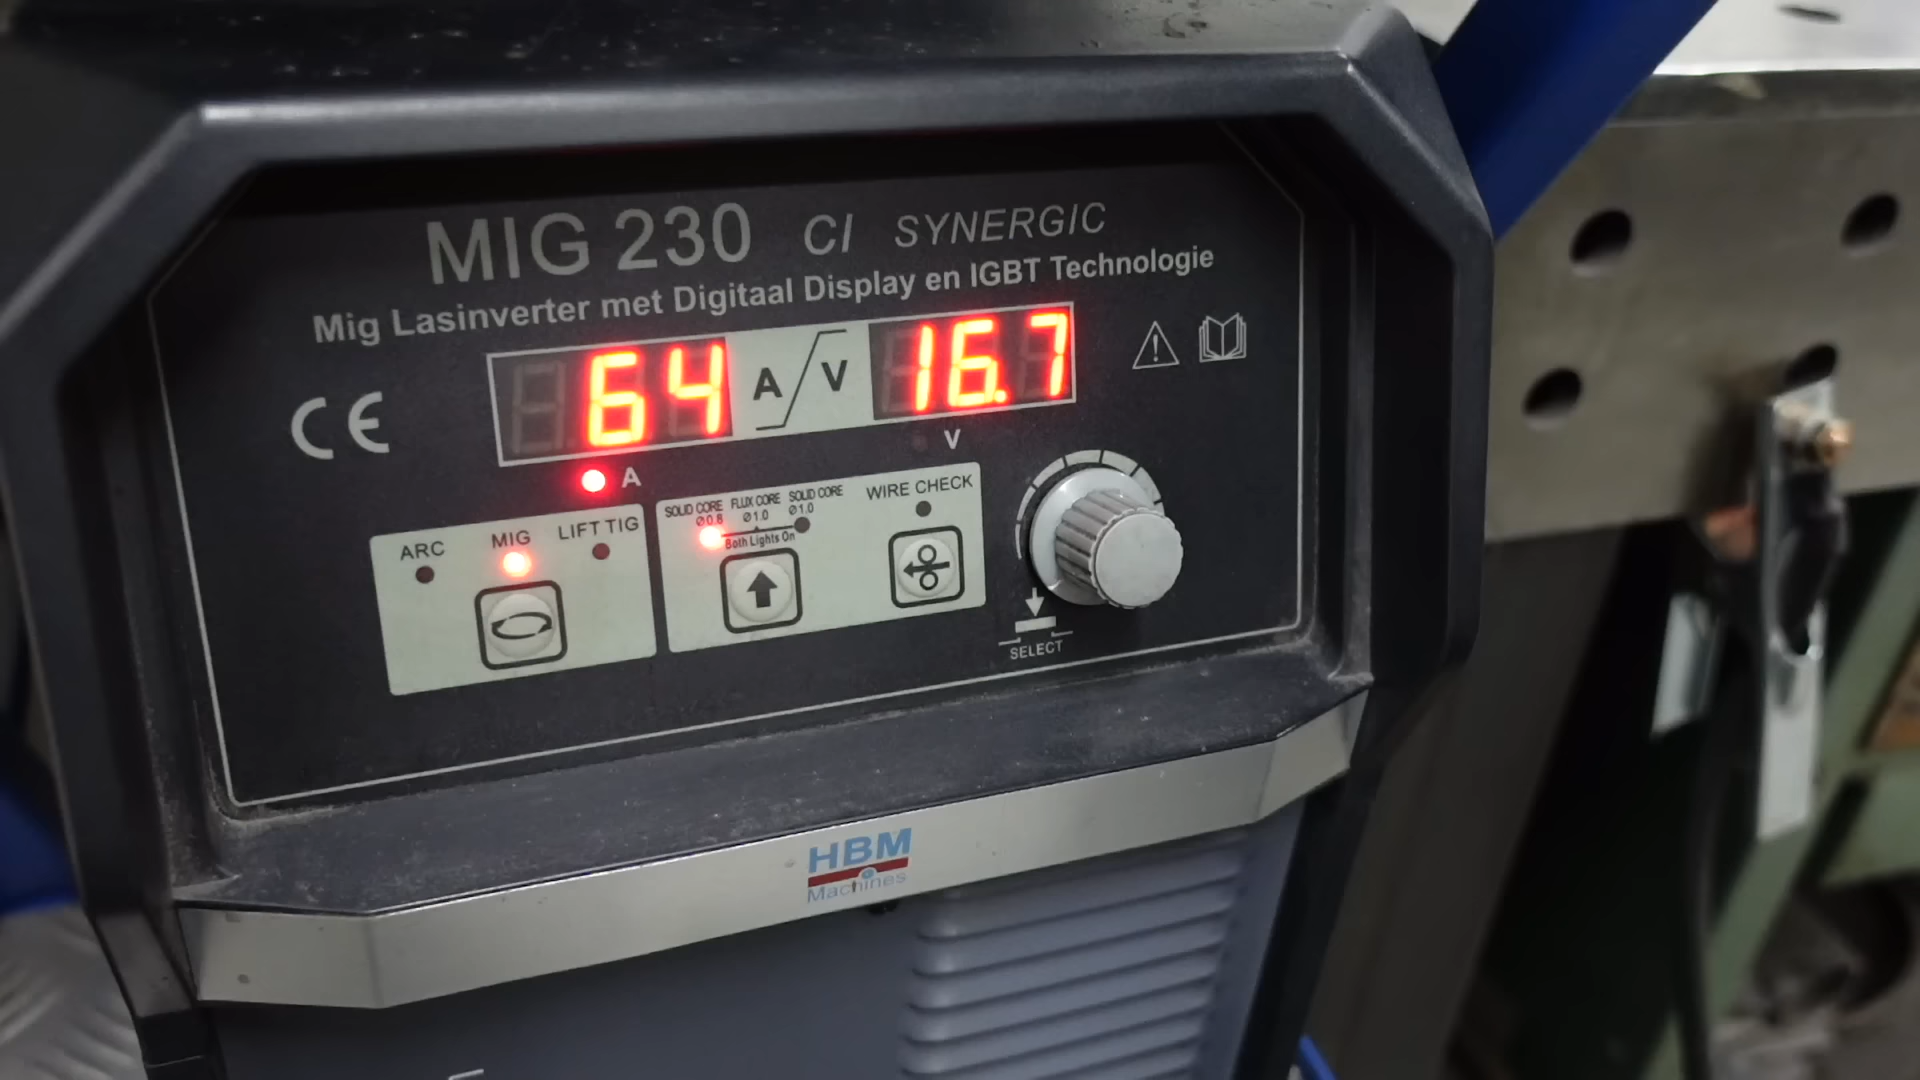 MIG 230 CI SYNERGIC
Mig Lasinverter met Digitaal Display en IGBT Technologie
CE
64 A/V 16.7
A
V
ARC MIG LIFT TIG
SOLID CORE FLUX CORE SOLID CORE
Ø0.8 Ø1.0 Ø1.0
Both Lights On
WIRE CHECK
SELECT
HBM
Machines